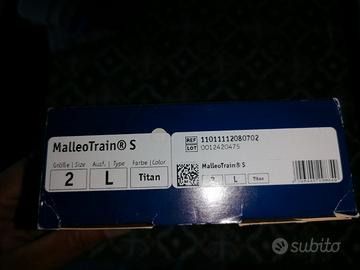 MalleoTrain® S
Größe | Size
Ausf. | Type
Farbe | Color
2
L
Titan
REF 11011112080702
LOT 0012420475
MalleoTrain® S
2
L
Titan
subito